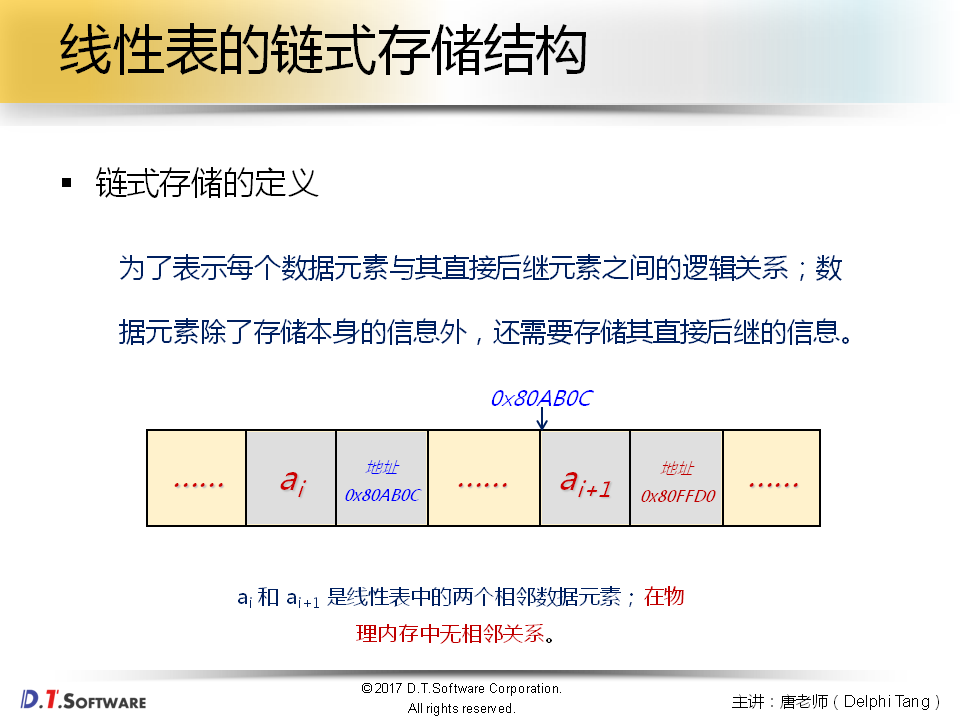 线性表的链式存储结构
▪ 链式存储的定义
为了表示每个数据元素与其直接后继元素之间的逻辑关系；数
据元素除了存储本身的信息外，还需要存储其直接后继的信息。
0x80AB0C
...... ai 地址 0x80AB0C ...... ai+1 地址 0x80FFD0 ......
ai 和 ai+1 是线性表中的两个相邻数据元素；在物
理内存中无相邻关系。
D.T.SOFTWARE
©2017 D.T.Software Corporation.
All rights reserved.
主讲：唐老师（Delphi Tang）